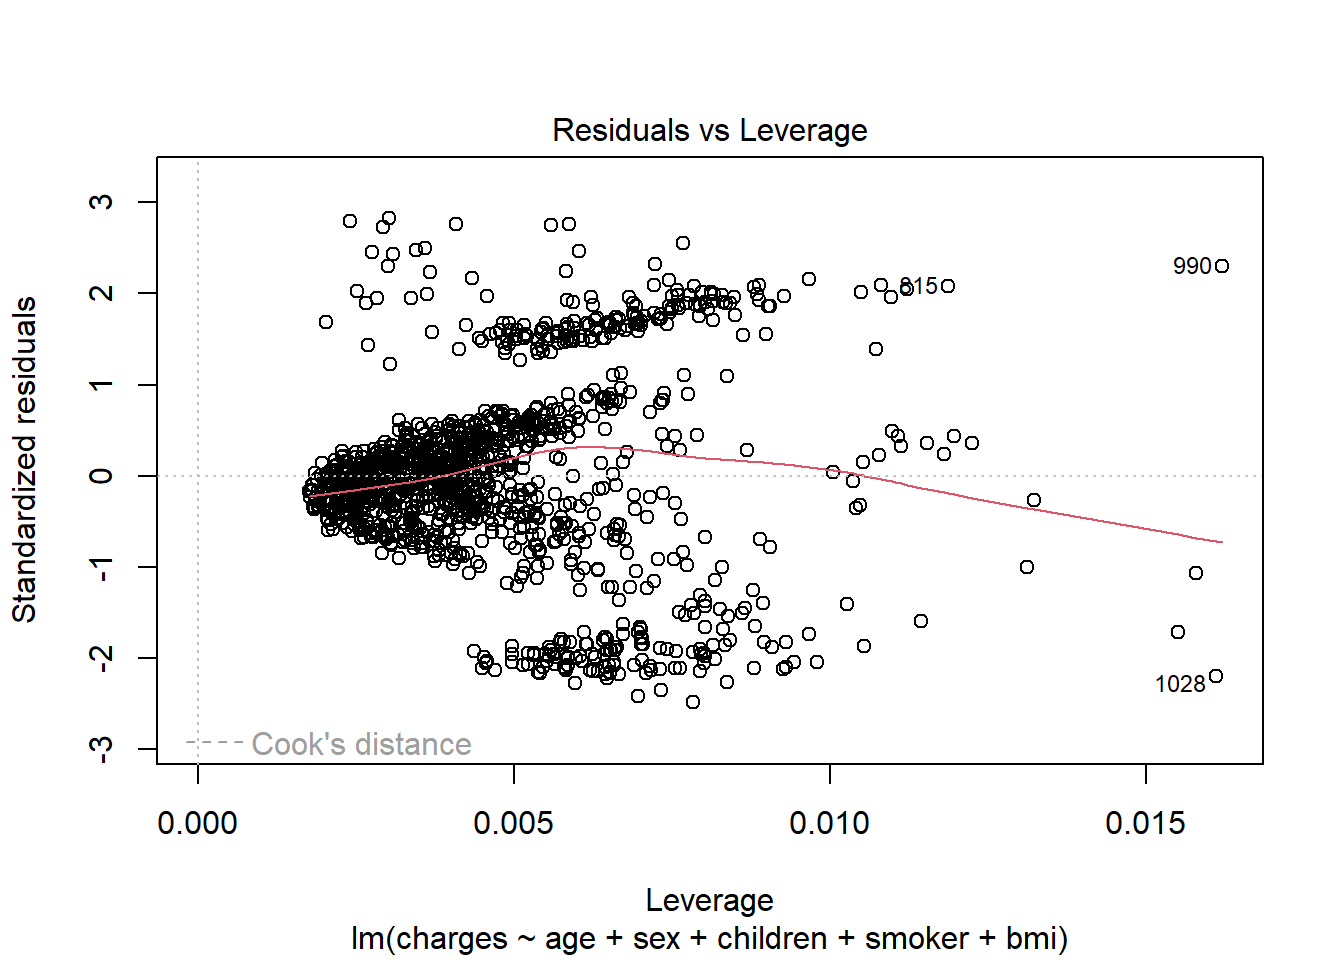 Residuals vs Leverage
Standardized residuals
3
2
1
0
-1
-2
-3
990
815
1028
Cook's distance
0.000 0.005 0.010 0.015
Leverage
lm(charges ~ age + sex + children + smoker + bmi)